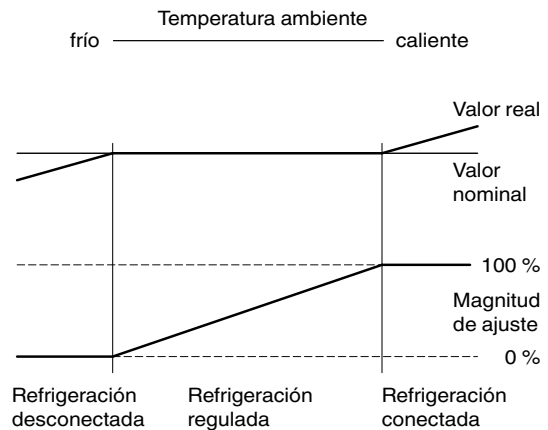 Temperatura ambiente
frío
caliente
Valor real
Valor
nominal
100 %
Magnitud
de ajuste
0 %
Refrigeración
desconectada
Refrigeración
regulada
Refrigeración
conectada